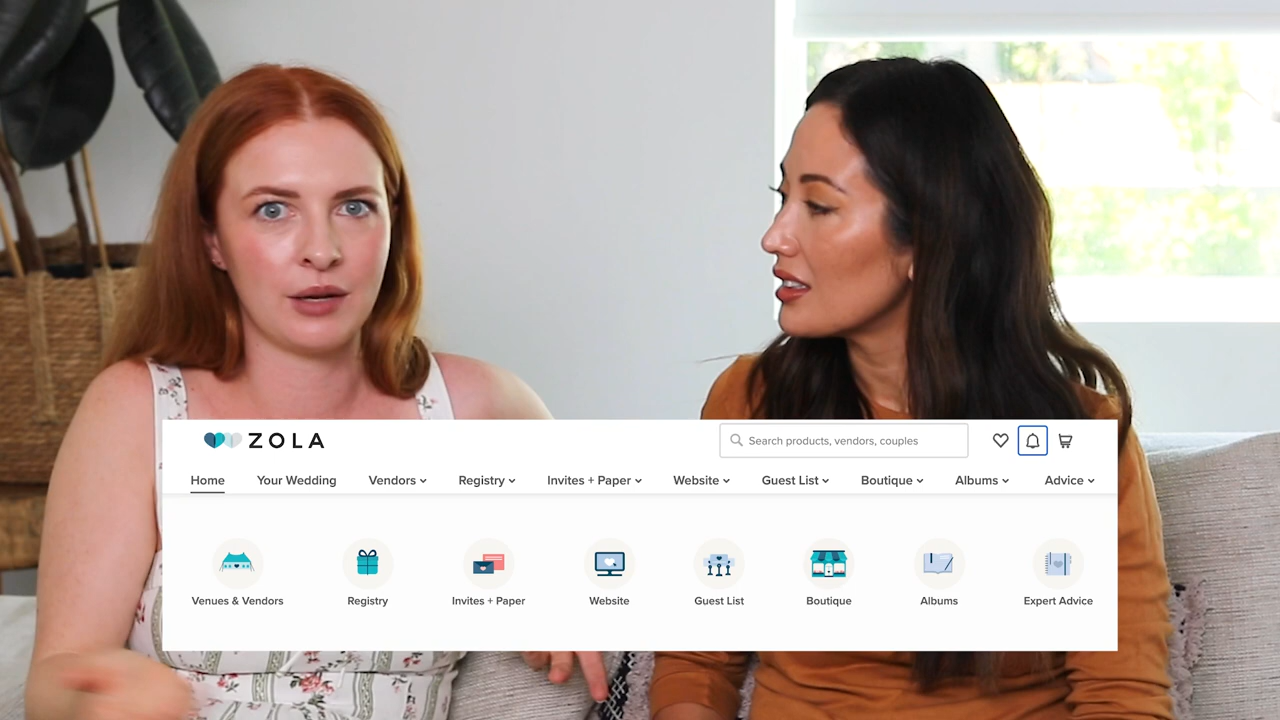 ZOLA
Search products, vendors, couples
Home Your Wedding Vendors Registry Invites + Paper Website Guest List Boutique Albums Advice
Venues & Vendors Registry Invites + Paper Website Guest List Boutique Albums Expert Advice